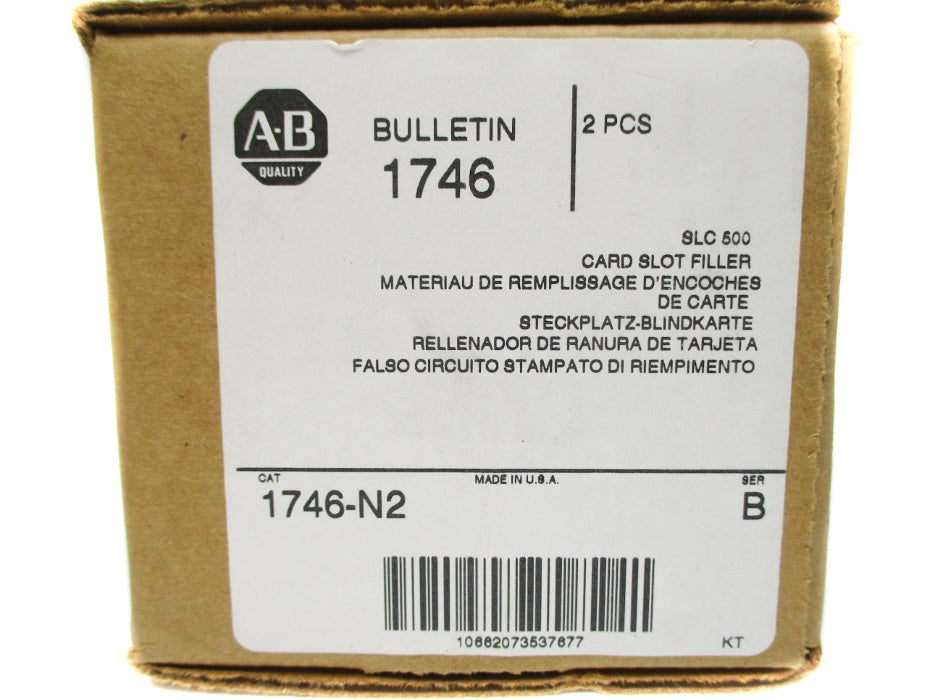 A-B
QUALITY
BULLETIN
1746
2 PCS
SLC 500
CARD SLOT FILLER
MATERIAU DE REMPLISSAGE D'ENCOCHES
DE CARTE
STECKPLATZ-BLINDKARTE
RELLENADOR DE RANURA DE TARJETA
FALSO CIRCUITO STAMPATO DI RIEMPIMENTO
CAT
MADE IN U.S.A.
SER
1746-N2
B
10662073537677
KT